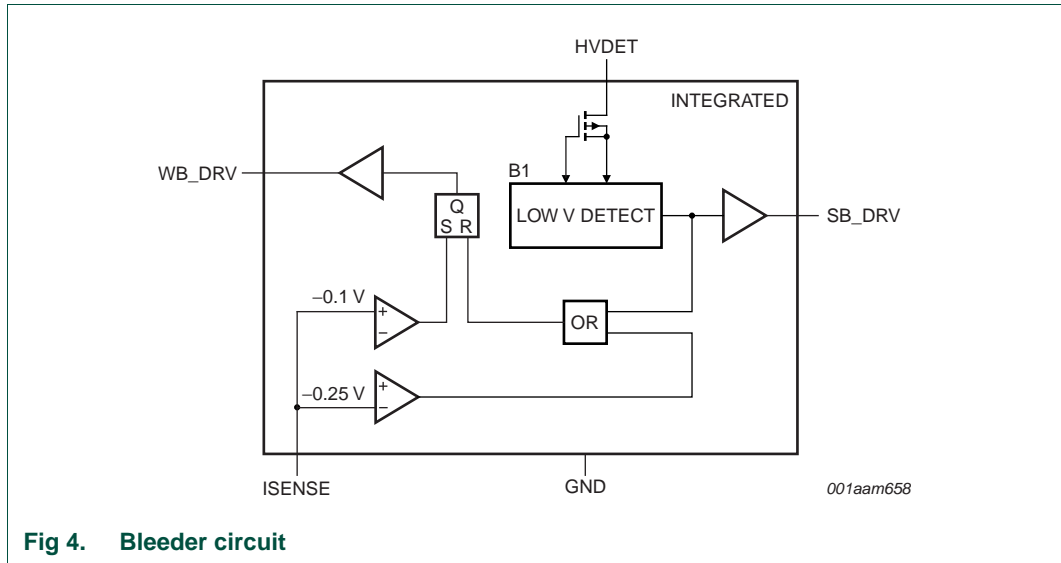 HVDET
INTEGRATED
WB_DRV
B1
Q
S R
LOW V DETECT
SB_DRV
−0.1 V
+
−
OR
−0.25 V
+
−
ISENSE
GND
001aam658
Fig 4. Bleeder circuit